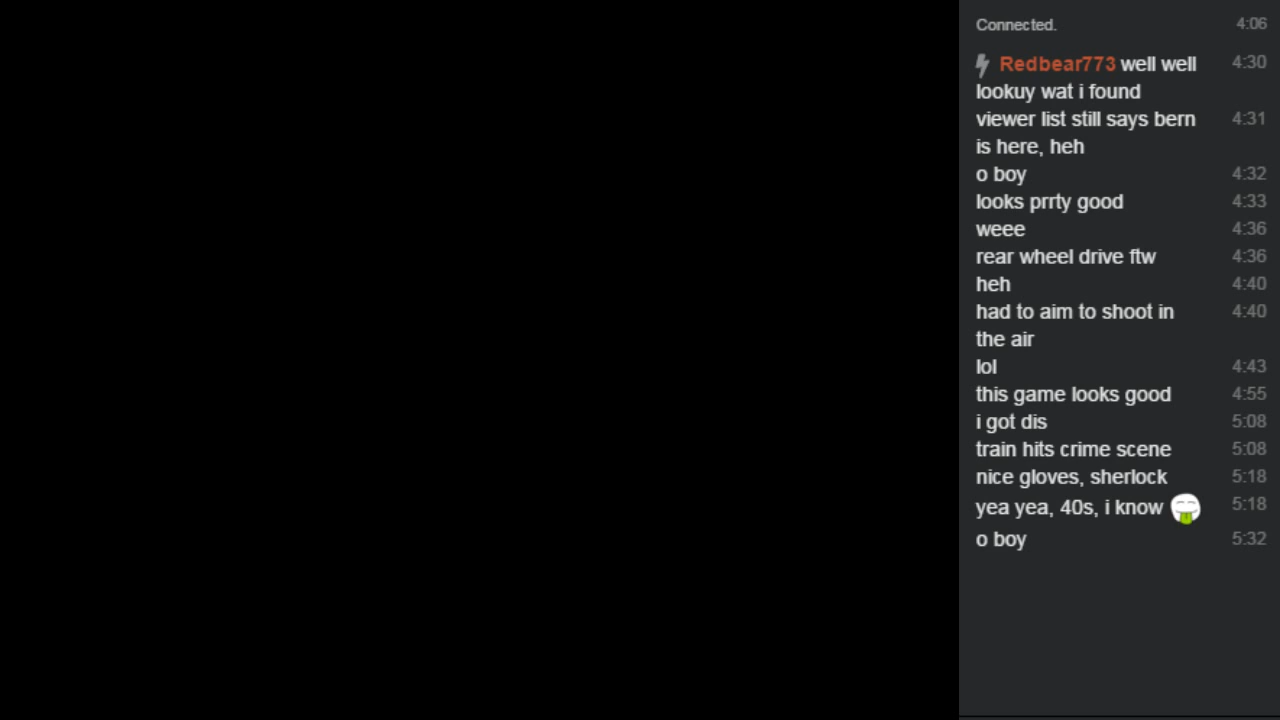 Connected. 4:06
Redbear773 well well 4:30
lookuy wat i found
viewer list still says bern 4:31
is here, heh
o boy 4:32
looks prrty good 4:33
weee 4:36
rear wheel drive ftw 4:36
heh 4:40
had to aim to shoot in 4:40
the air
lol 4:43
this game looks good 4:55
i got dis 5:08
train hits crime scene 5:08
nice gloves, sherlock 5:18
yea yea, 40s, i know 5:18
o boy 5:32